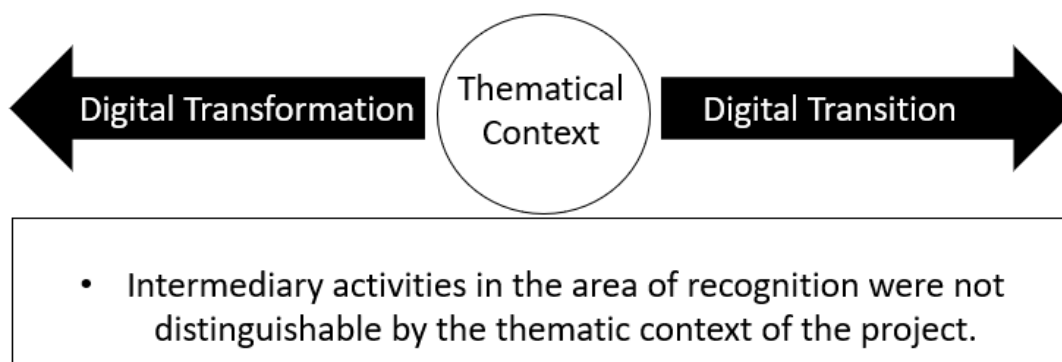 Digital Transformation
Thematical
Context
Digital Transition
• Intermediary activities in the area of recognition were not
distinguishable by the thematic context of the project.